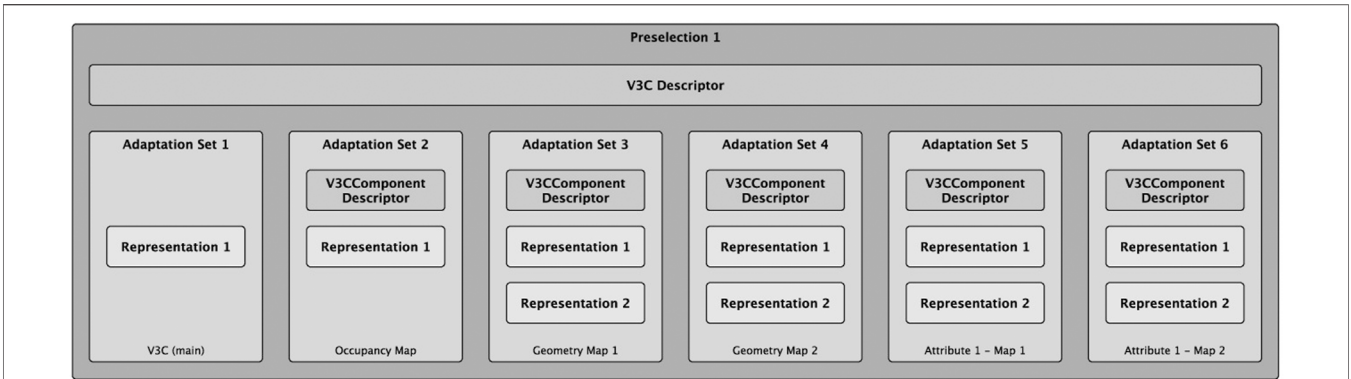 Preselection 1
V3C Descriptor
Adaptation Set 1
Representation 1
V3C (main)
Adaptation Set 2
V3CComponent
Descriptor
Representation 1
Occupancy Map
Adaptation Set 3
V3CComponent
Descriptor
Representation 1
Representation 2
Geometry Map 1
Adaptation Set 4
V3CComponent
Descriptor
Representation 1
Representation 2
Geometry Map 2
Adaptation Set 5
V3CComponent
Descriptor
Representation 1
Representation 2
Attribute 1 – Map 1
Adaptation Set 6
V3CComponent
Descriptor
Representation 1
Representation 2
Attribute 1 – Map 2